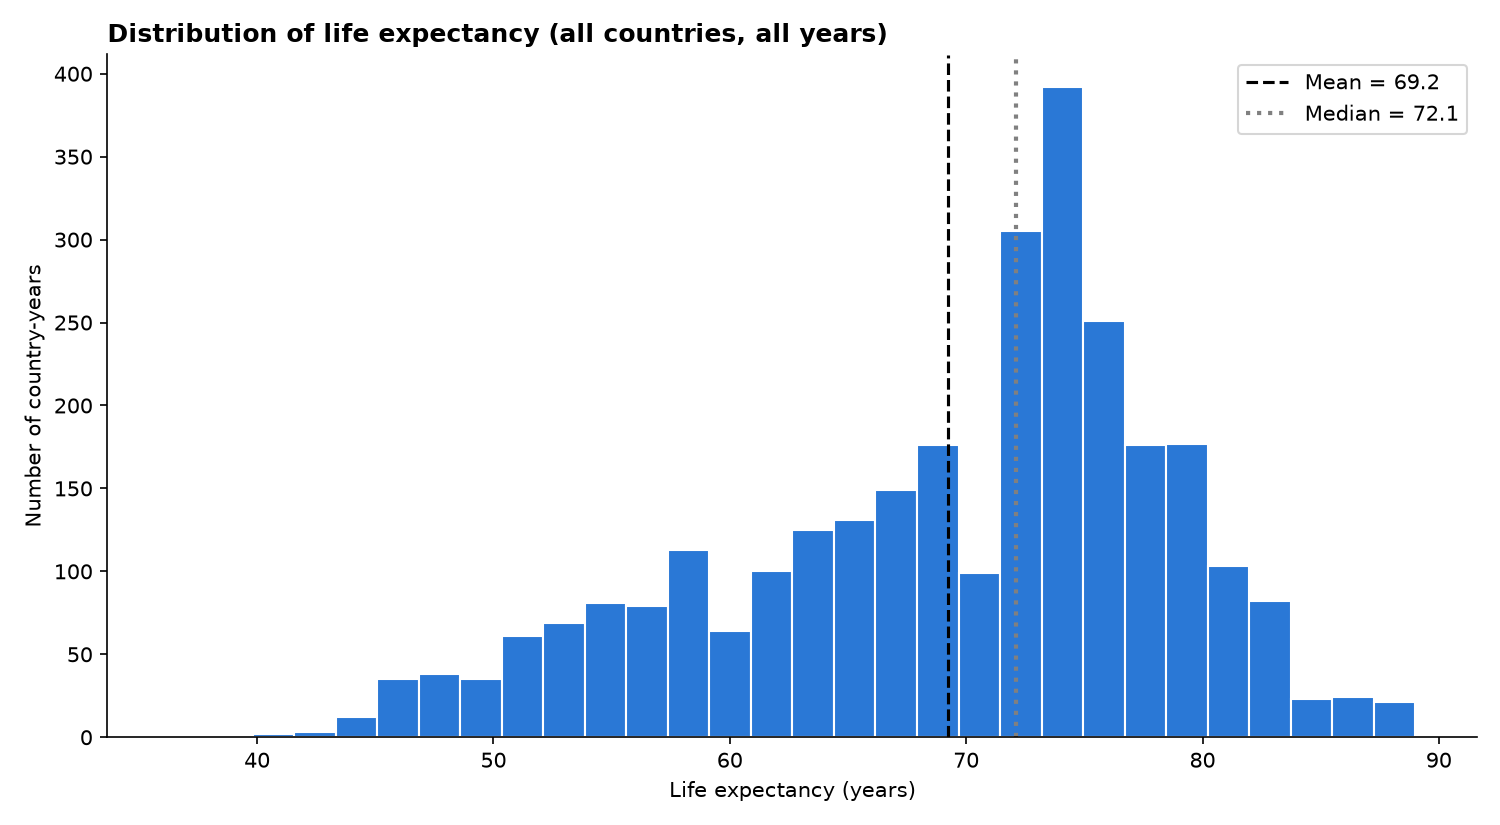 Distribution of life expectancy (all countries, all years)
Mean = 69.2
Median = 72.1
Number of country-years
400
350
300
250
200
150
100
50
0
40 50 60 70 80 90
Life expectancy (years)